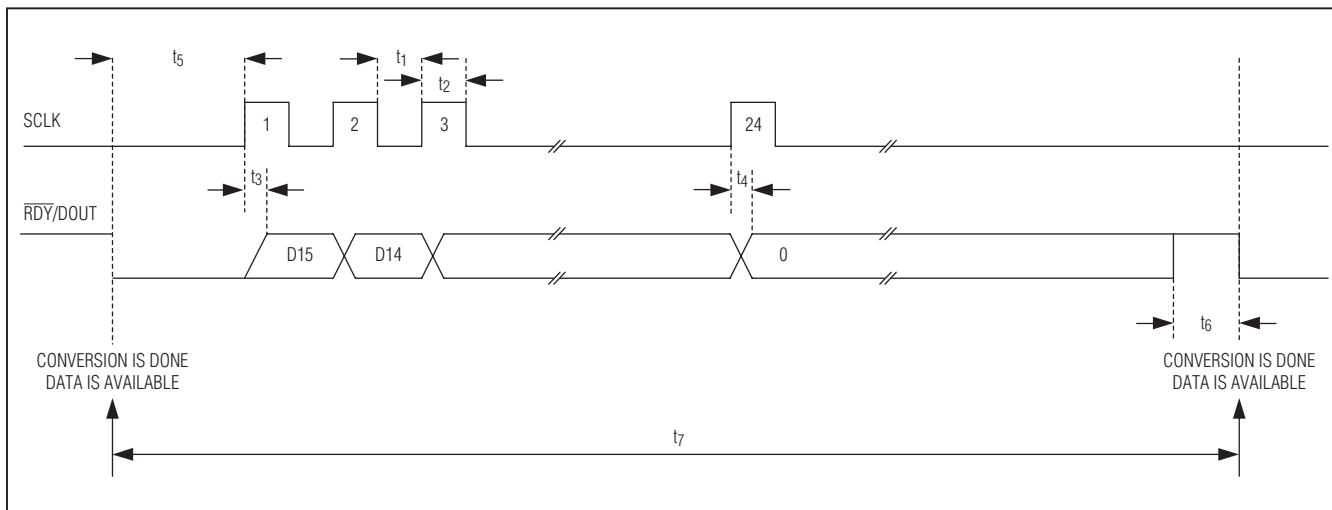 t5
t1
t2
SCLK
1
2
3
24
t3
t4
RDY/DOUT
D15
D14
0
t6
CONVERSION IS DONE
DATA IS AVAILABLE
CONVERSION IS DONE
DATA IS AVAILABLE
t7